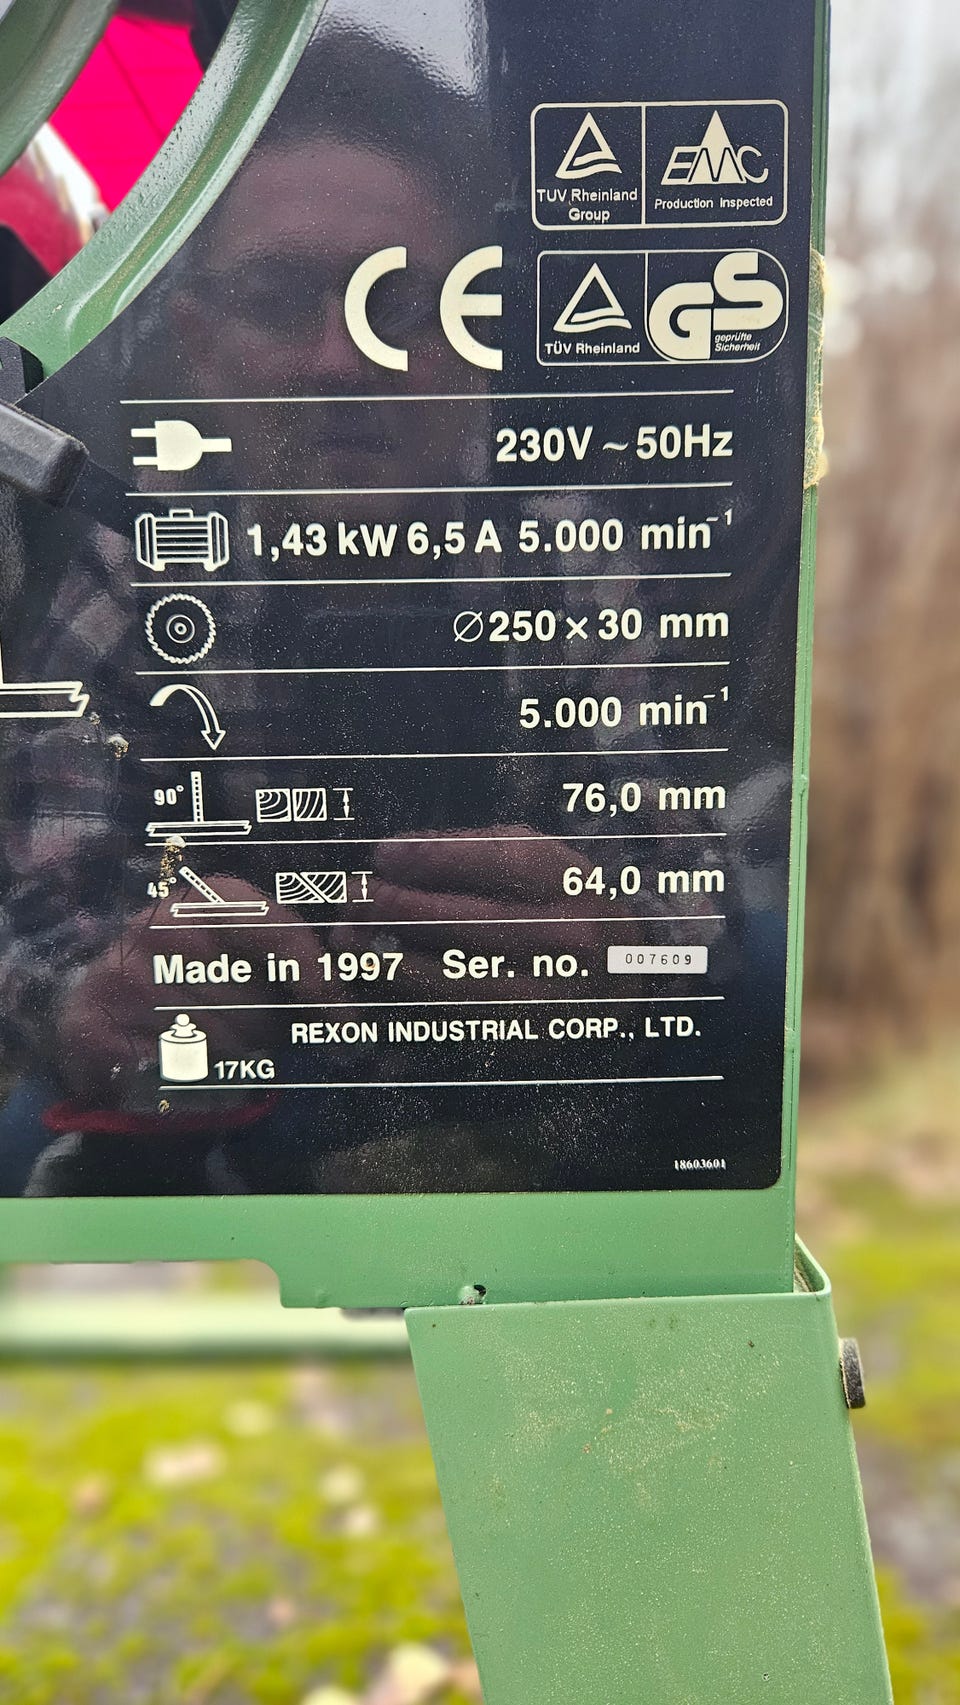 TUV Rheinland
Group
EMC
Production Inspected
CE
TÜV Rheinland
GS
geprüfte
Sicherheit
230V ~ 50Hz
1,43 kW 6,5 A 5.000 min⁻¹
Ø250 × 30 mm
5.000 min⁻¹
90° 76,0 mm
45° 64,0 mm
Made in 1997 Ser. no. 007609
REXON INDUSTRIAL CORP., LTD.
17KG
18603601